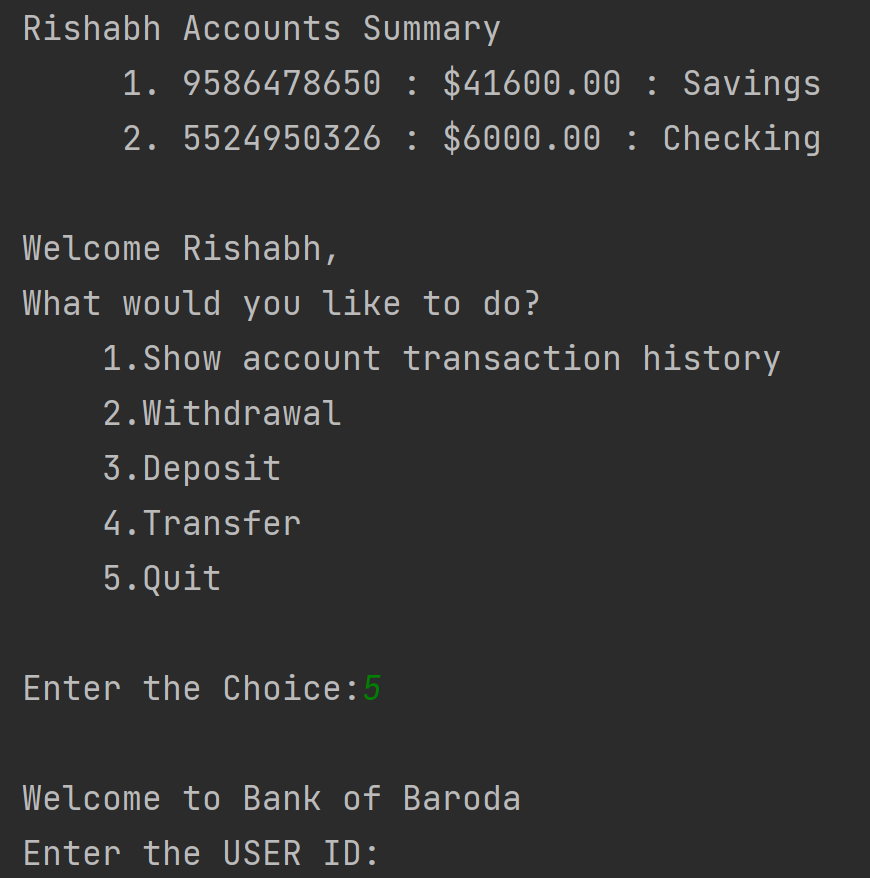 Rishabh Accounts Summary
1. 9586478650 : $41600.00 : Savings
2. 5524950326 : $6000.00 : Checking
Welcome Rishabh,
What would you like to do?
1.Show account transaction history
2.Withdrawal
3.Deposit
4.Transfer
5.Quit
Enter the Choice:5
Welcome to Bank of Baroda
Enter the USER ID: